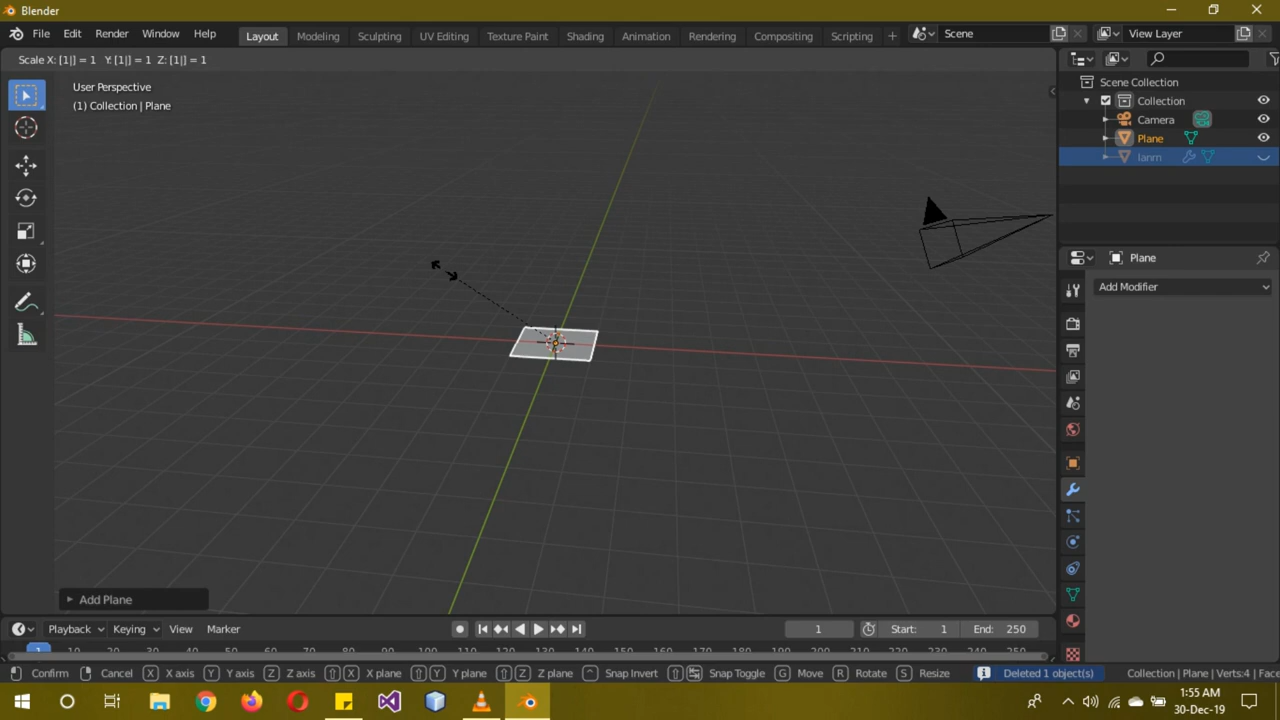 Blender
File Edit Render Window Help Layout Modeling Sculpting UV Editing Texture Paint Shading Animation Rendering Compositing Scripting + Scene View Layer
Scale X: [1|] = 1 Y: [1|] = 1 Z: [1|] = 1
User Perspective
(1) Collection | Plane
Scene Collection
Collection
Camera
Plane
lanm
Plane
Add Modifier
Add Plane
Playback Keying View Marker 1 Start: 1 End: 250
1 10 20 30 40 50 60 70 80 90 100 110 120 130 140 150 160 170 180 190 200 210 220 230 240 250
Confirm Cancel X X axis Y Y axis Z Z axis X X plane Y Y plane Z Z plane Snap Invert Snap Toggle G Move R Rotate S Resize Deleted 1 object(s) Collection | Plane | Verts:4 | Face
1:55 AM
30-Dec-19